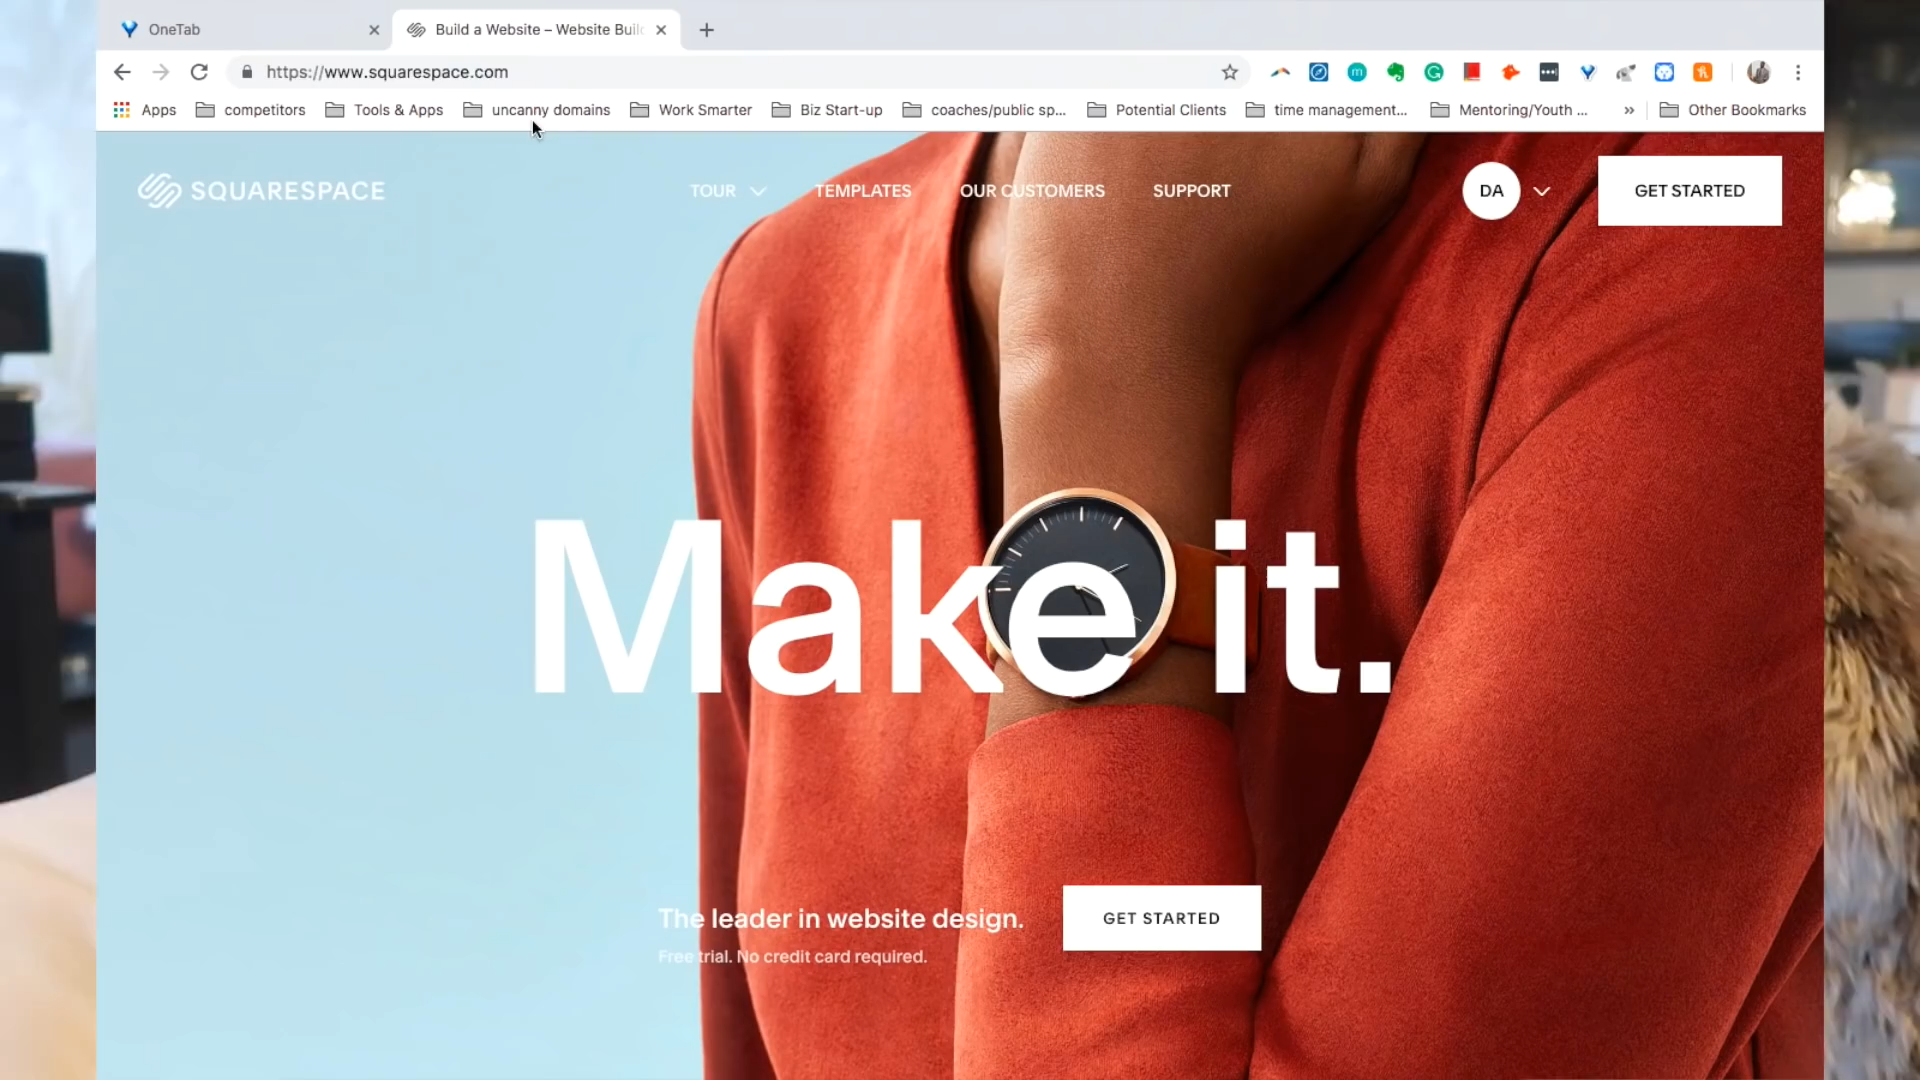 OneTab
Build a Website – Website Buil
https://www.squarespace.com
Apps
competitors
Tools & Apps
uncanny domains
Work Smarter
Biz Start-up
coaches/public sp...
Potential Clients
time management...
Mentoring/Youth ...
Other Bookmarks
SQUARESPACE
TOUR
TEMPLATES
OUR CUSTOMERS
SUPPORT
DA
GET STARTED
Make it.
The leader in website design.
GET STARTED
Free trial. No credit card required.